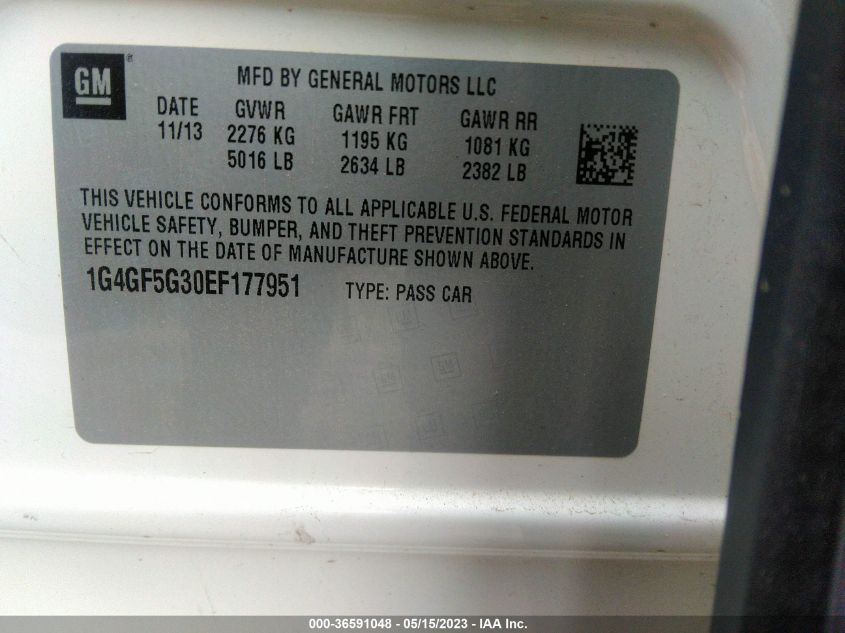 GM ®
MFD BY GENERAL MOTORS LLC
DATE GVWR GAWR FRT GAWR RR
11/13 2276 KG 1195 KG 1081 KG
5016 LB 2634 LB 2382 LB
THIS VEHICLE CONFORMS TO ALL APPLICABLE U.S. FEDERAL MOTOR
VEHICLE SAFETY, BUMPER, AND THEFT PREVENTION STANDARDS IN
EFFECT ON THE DATE OF MANUFACTURE SHOWN ABOVE.
1G4GF5G30EF177951 TYPE: PASS CAR
000-36591048 - 05/15/2023 - IAA Inc.